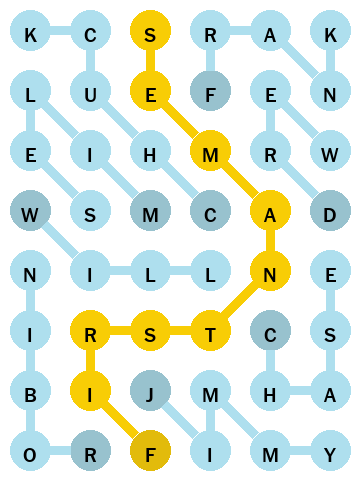 K C S R A K
L U E F E N
E I H M R W
W S M C A D
N I L L N E
I R S T C S
B I J M H A
O R F I M Y